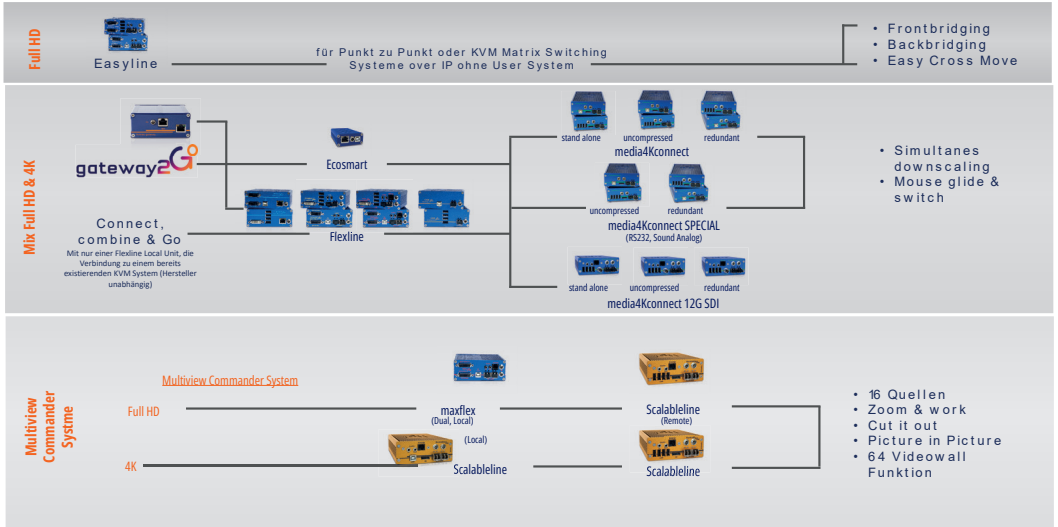 Full HD
Easyline
für Punkt zu Punkt oder KVM Matrix Switching
Systeme over IP ohne User System
• Frontbridging
• Backbridging
• Easy Cross Move
Mix Full HD & 4K
gateway2Go
Connect,
combine & Go
Mit nur einer Flexline Local Unit, die
Verbindung zu einem bereits
existierenden KVM System (Hersteller
unabhängig)
Ecosmart
Flexline
stand alone uncompressed redundant
media4Kconnect
uncompressed redundant
media4Kconnect SPECIAL
(RS232, Sound Analog)
stand alone uncompressed redundant
media4Kconnect 12G SDI
• Simultanes
downscaling
• Mouse glide &
switch
Multiview
Commander
Systme
Multiview Commander System
Full HD
maxflex
(Dual, Local)
Scalableline
(Remote)
4K
(Local)
Scalableline
Scalableline
• 16 Quellen
• Zoom & work
• Cut it out
• Picture in Picture
• 64 Videowall
Funktion